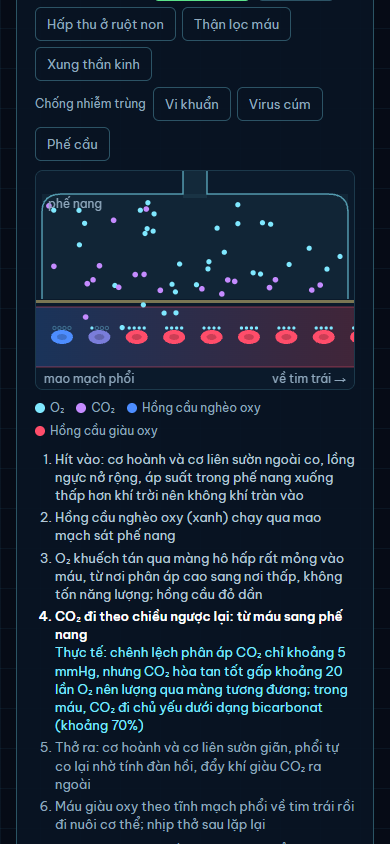 Hấp thu ở ruột non
Thận lọc máu
Xung thần kinh
Chống nhiễm trùng
Vi khuẩn
Virus cúm
Phế cầu
phế nang
mao mạch phổi
về tim trái →
O₂
CO₂
Hồng cầu nghèo oxy
Hồng cầu giàu oxy
1. Hít vào: cơ hoành và cơ liên sườn ngoài co, lồng
ngực nở rộng, áp suất trong phế nang xuống
thấp hơn khí trời nên không khí tràn vào
2. Hồng cầu nghèo oxy (xanh) chạy qua mao
mạch sát phế nang
3. O₂ khuếch tán qua màng hô hấp rất mỏng vào
máu, từ nơi phân áp cao sang nơi thấp, không
tốn năng lượng; hồng cầu đỏ dần
4. CO₂ đi theo chiều ngược lại: từ máu sang phế
nang
Thực tế: chênh lệch phân áp CO₂ chỉ khoảng 5
mmHg, nhưng CO₂ hòa tan tốt gấp khoảng 20
lần O₂ nên lượng qua màng tương đương; trong
máu, CO₂ đi chủ yếu dưới dạng bicarbonat
(khoảng 70%)
5. Thở ra: cơ hoành và cơ liên sườn giãn, phổi tự
co lại nhờ tính đàn hồi, đẩy khí giàu CO₂ ra
ngoài
6. Máu giàu oxy theo tĩnh mạch phổi về tim trái rồi
đi nuôi cơ thể; nhịp thở sau lặp lại